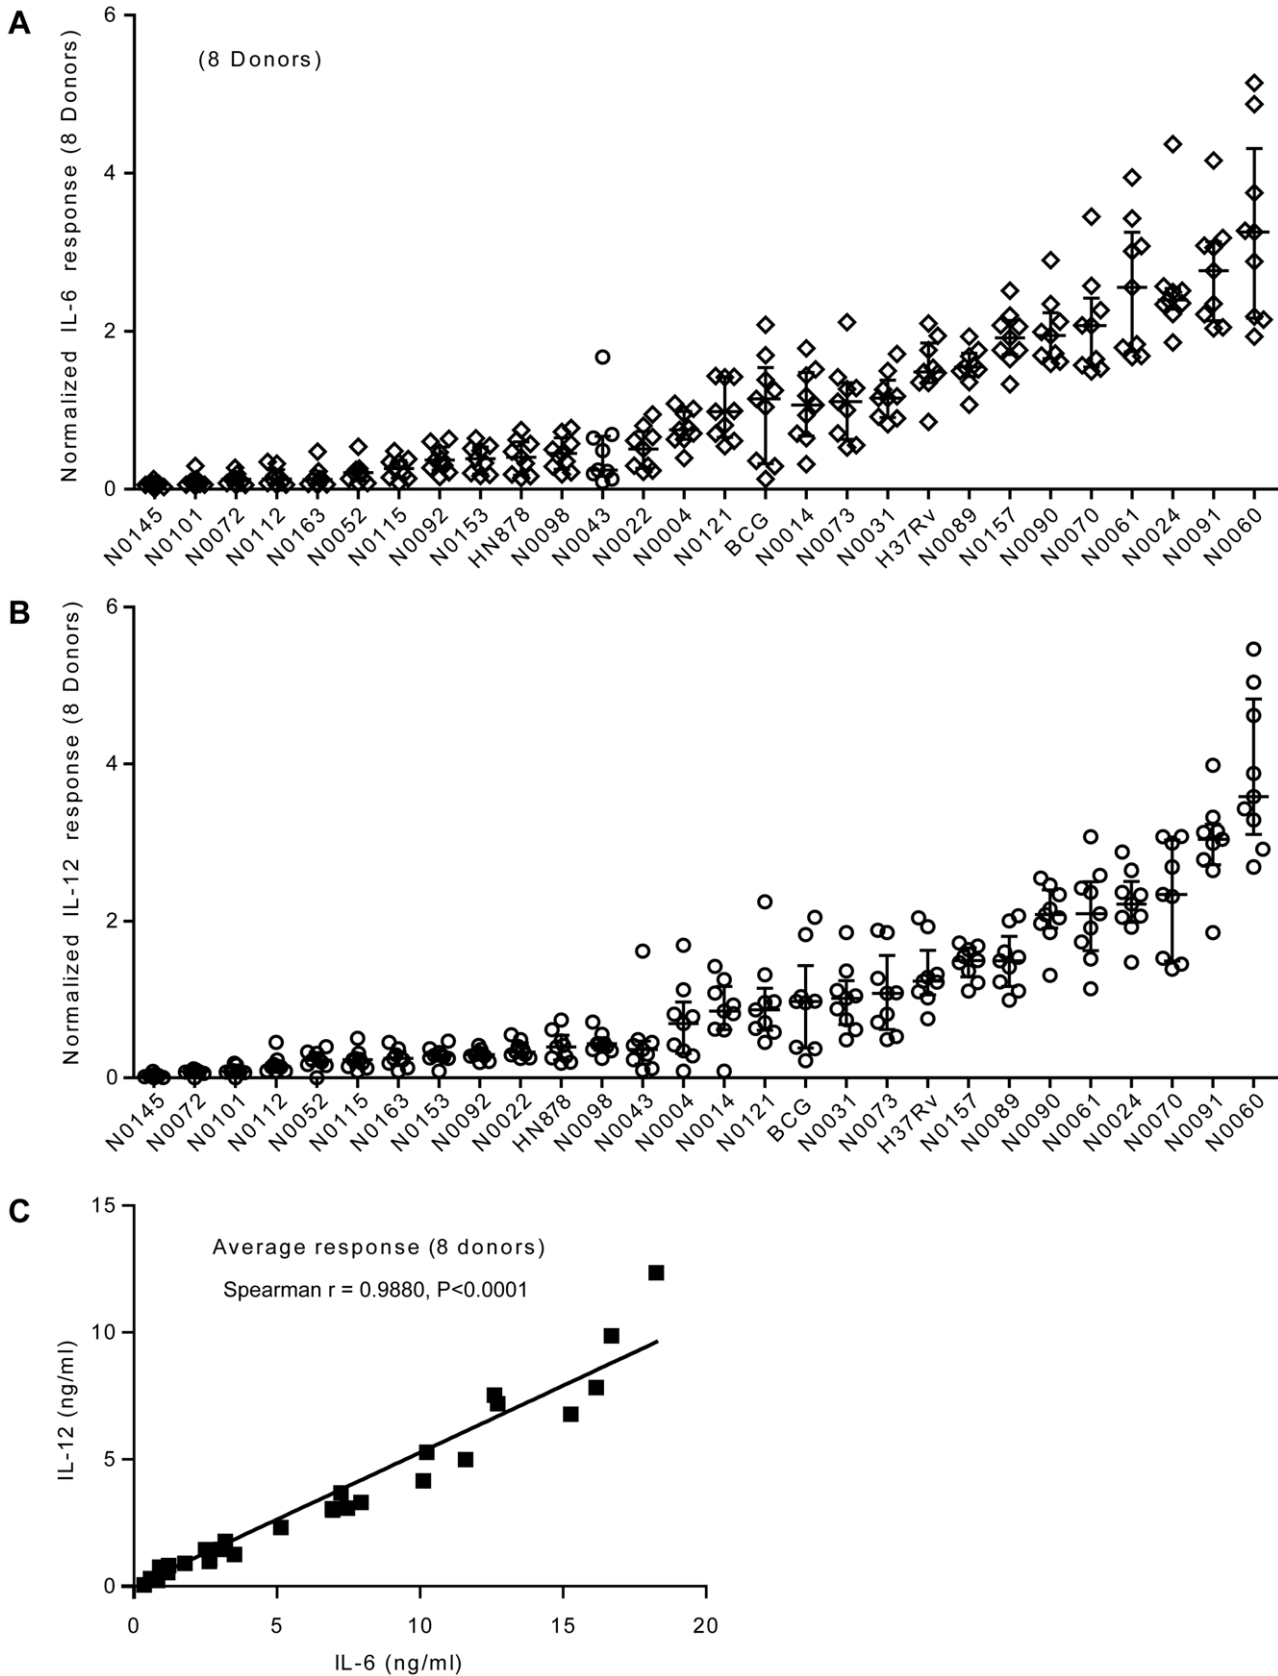 A
Normalized IL-6 response (8 Donors)
(8 Donors)
6
4
2
0
N0145 N0101 N0072 N0112 N0163 N0052 N0115 N0092 N0153 HN878 N0098 N0043 N0022 N0004 N0121 BCG N0014 N0073 N0031 H37Rv N0089 N0157 N0090 N0070 N0061 N0024 N0091 N0060
B
Normalized IL-12 response (8 Donors)
6
4
2
0
N0145 N0072 N0101 N0112 N0052 N0115 N0163 N0153 N0092 N0022 HN878 N0098 N0043 N0004 N0014 N0121 BCG N0031 N0073 H37Rv N0157 N0089 N0090 N0061 N0024 N0070 N0091 N0060
C
IL-12 (ng/ml)
Average response (8 donors)
Spearman r = 0.9880, P<0.0001
15
10
5
0
0 5 10 15 20
IL-6 (ng/ml)